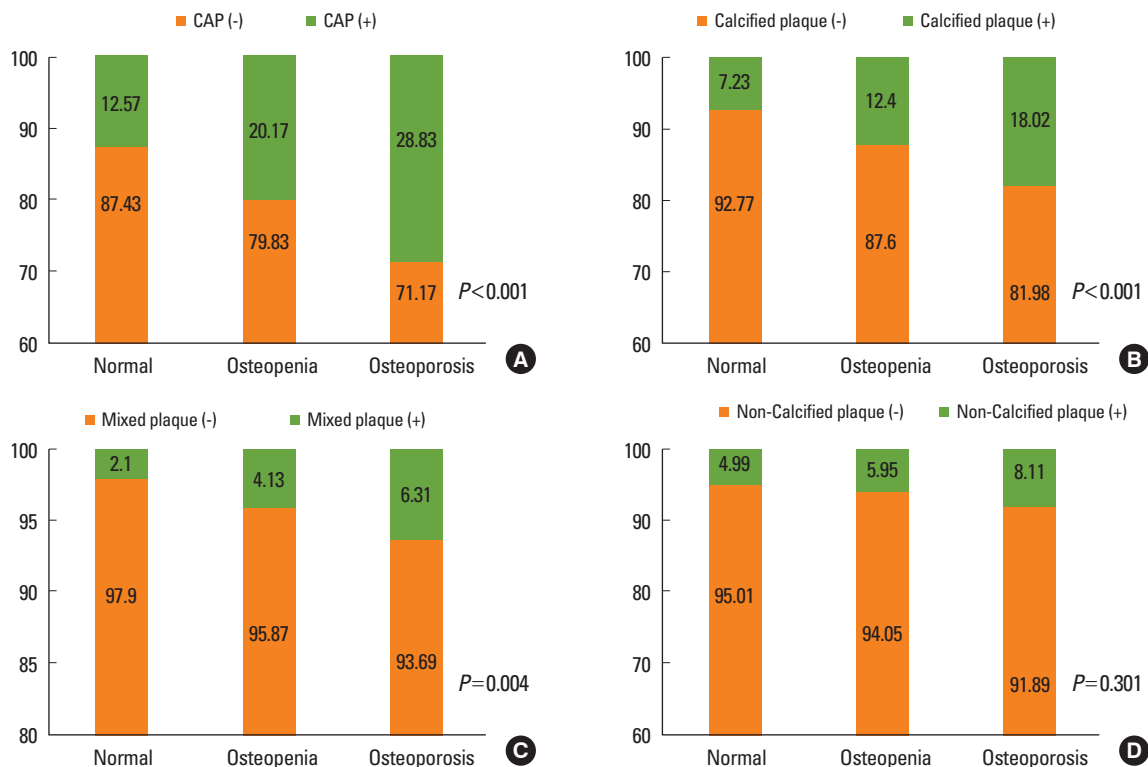 CAP (-) CAP (+)
100
90
80
70
60
12.57
20.17
28.83
87.43
79.83
71.17
P<0.001
Normal Osteopenia Osteoporosis
A
Calcified plaque (-) Calcified plaque (+)
100
90
80
70
60
7.23
12.4
18.02
92.77
87.6
81.98
P<0.001
Normal Osteopenia Osteoporosis
B
Mixed plaque (-) Mixed plaque (+)
100
95
90
85
80
2.1
4.13
6.31
97.9
95.87
93.69
P=0.004
Normal Osteopenia Osteoporosis
C
Non-Calcified plaque (-) Non-Calcified plaque (+)
100
90
80
70
60
4.99
5.95
8.11
95.01
94.05
91.89
P=0.301
Normal Osteopenia Osteoporosis
D